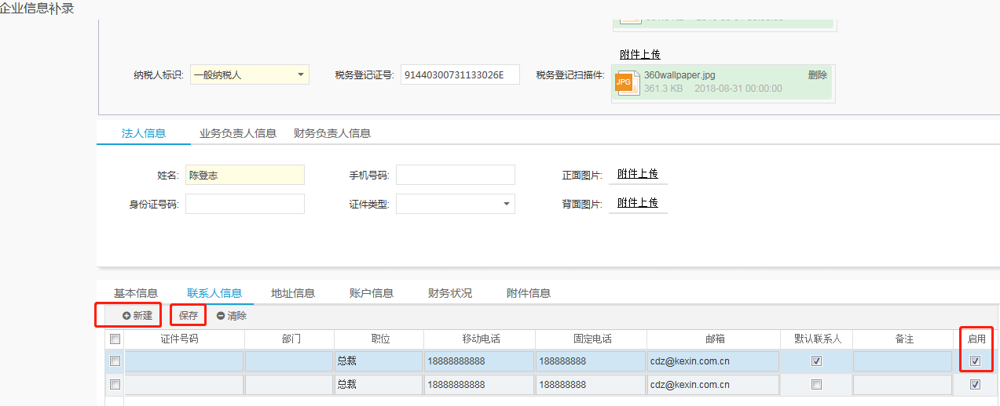 企业信息补录
附件上传
纳税人标识: 一般纳税人 税务登记证号: 91440300731133026E 税务登记扫描件: JPG 360wallpaper.jpg 删除
361.3 KB 2018-08-31 00:00:00
法人信息 业务负责人信息 财务负责人信息
姓名: 陈登志 手机号码: 正面图片: 附件上传
身份证号码: 证件类型: 背面图片: 附件上传
基本信息 联系人信息 地址信息 账户信息 财务状况 附件信息
新建 保存 清除
证件号码 部门 职位 移动电话 固定电话 邮箱 默认联系人 备注 启用
总裁 18888888888 188888888 cdz@kexin.com.cn
总裁 18888888888 188888888 cdz@kexin.com.cn